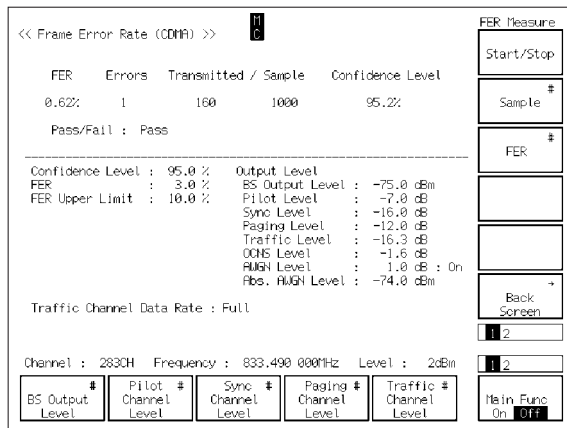 << Frame Error Rate (CDMA) >>
M
C
FER Errors Transmitted / Sample Confidence Level
0.62% 1 160 1000 95.2%
Pass/Fail : Pass
Confidence Level : 95.0 %
FER : 3.0 %
FER Upper Limit : 10.0 %
Output Level
BS Output Level : -75.0 dBm
Pilot Level : -7.0 dB
Sync Level : -16.0 dB
Paging Level : -12.0 dB
Traffic Level : -16.3 dB
OCNS Level : -1.6 dB
AWGN Level : 1.0 dB : On
Abs. AWGN Level : -74.0 dBm
Traffic Channel Data Rate : Full
Channel : 283CH Frequency : 833.490 000MHz Level : 2dBm
# BS Output Level
Pilot # Channel Level
Sync # Channel Level
Paging # Channel Level
Traffic # Channel Level
FER Measure
Start/Stop
# Sample
# FER
→ Back Screen
1 2
1 2
Main Func
On Off